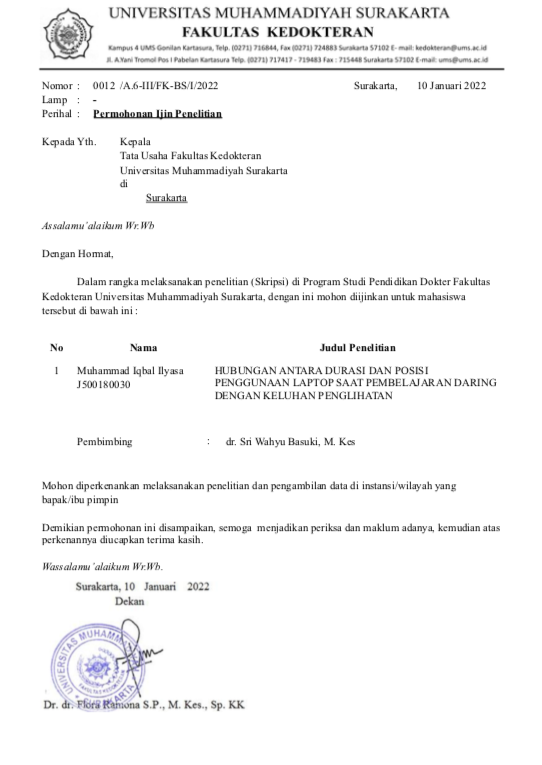 UNIVERSITAS MUHAMMADIYAH SURAKARTA
FAKULTAS KEDOKTERAN
Kampus 4 UMS Gonilan Kartasura, Telp. (0271) 716844, Fax (0271) 724883 Surakarta 57102 E- mail: kedokteran@ums.ac.id
Jl. A.Yani Tromol Pos I Pabelan Kartasura Telp. (0271) 717417 - 719483 Fax : 715448 Surakarta 57102 E-mail: ums@ums.ac.id
Nomor : 0012 /A.6-III/FK-BS/I/2022 Surakarta, 10 Januari 2022
Lamp : -
Perihal : Permohonan Ijin Penelitian
Kepada Yth. Kepala
Tata Usaha Fakultas Kedokteran
Universitas Muhammadiyah Surakarta
di
Surakarta
Assalamu'alaikum Wr.Wb
Dengan Hormat,
Dalam rangka melaksanakan penelitian (Skripsi) di Program Studi Pendidikan Dokter Fakultas
Kedokteran Universitas Muhammadiyah Surakarta, dengan ini mohon diijinkan untuk mahasiswa
tersebut di bawah ini :
No Nama Judul Penelitian
1 Muhammad Iqbal Ilyasa HUBUNGAN ANTARA DURASI DAN POSISI
J500180030 PENGGUNAAN LAPTOP SAAT PEMBELAJARAN DARING
DENGAN KELUHAN PENGLIHATAN
Pembimbing : dr. Sri Wahyu Basuki, M. Kes
Mohon diperkenankan melaksanakan penelitian dan pengambilan data di instansi/wilayah yang
bapak/ibu pimpin
Demikian permohonan ini disampaikan, semoga menjadikan periksa dan maklum adanya, kemudian atas
perkenannya diucapkan terima kasih.
Wassalamu'alaikum Wr.Wb.
Surakarta, 10 Januari 2022
Dekan
UNIVERSITAS MUHAMM
SURAKARTA
Dr. dr. Flora Ramona S.P., M. Kes., Sp. KK